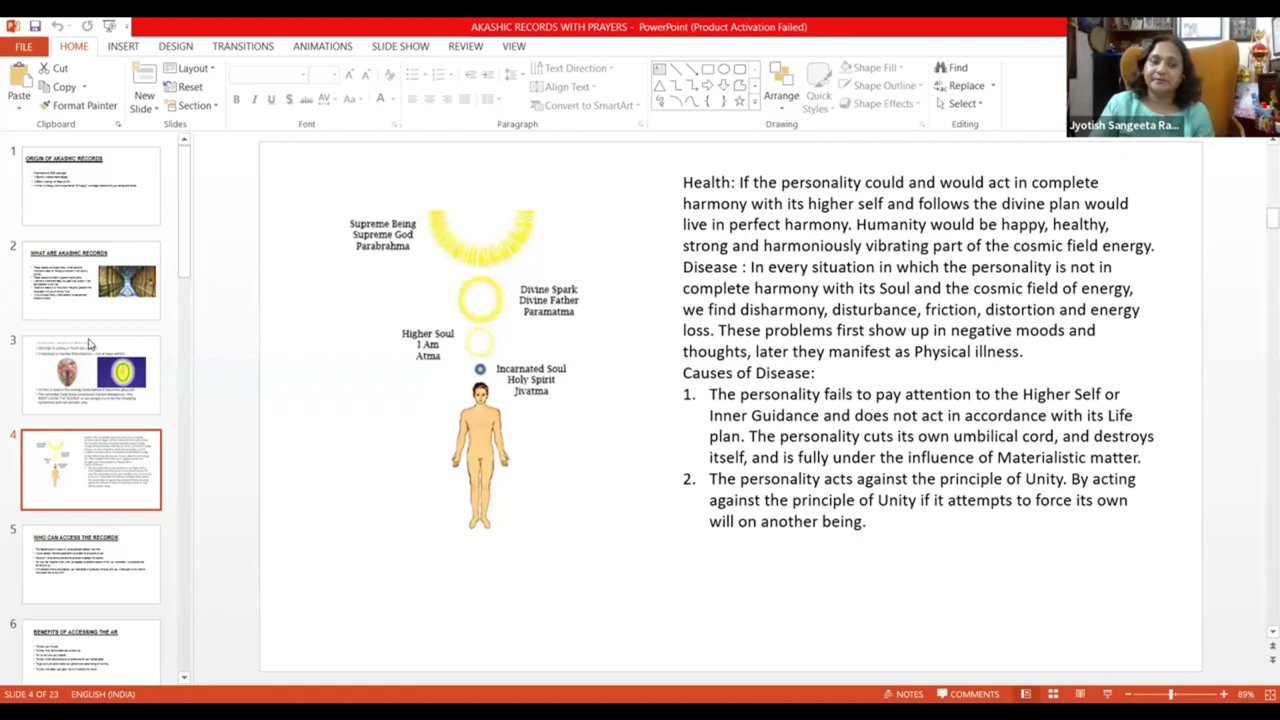 AKASHIC RECORDS WITH PRAYERS - PowerPoint (Product Activation Failed)
FILE HOME INSERT DESIGN TRANSITIONS ANIMATIONS SLIDE SHOW REVIEW VIEW
Paste
Cut
Copy
Format Painter
Clipboard
New
Slide
Layout
Reset
Section
Slides
B I U S abc AV Aa A
Font
Text Direction
Align Text
Convert to SmartArt
Paragraph
Arrange
Quick
Styles
Shape Fill
Shape Outline
Shape Effects
Drawing
Find
Replace
Select
Editing
Jyotish Sangeeta Ra...
1
ORIGIN OF AKASHIC RECORDS
2
WHAT ARE AKASHIC RECORDS
3
4
5
WHO CAN ACCESS THE RECORDS
6
BENEFITS OF ACCESSING THE AR
Supreme Being
Supreme God
Parabrahma
Divine Spark
Divine Father
Paramatma
Higher Soul
I Am
Atma
Incarnated Soul
Holy Spirit
Jivatma
Health: If the personality could and would act in complete
harmony with its higher self and follows the divine plan would
live in perfect harmony. Humanity would be happy, healthy,
strong and harmoniously vibrating part of the cosmic field energy.
Disease: In every situation in which the personality is not in
complete harmony with its Soul and the cosmic field of energy,
we find disharmony, disturbance, friction, distortion and energy
loss. These problems first show up in negative moods and
thoughts, later they manifest as Physical illness.
Causes of Disease:
1. The personality fails to pay attention to the Higher Self or
Inner Guidance and does not act in accordance with its Life
plan. The personality cuts its own umbilical cord, and destroys
itself, and is fully under the influence of Materialistic matter.
2. The personality acts against the principle of Unity. By acting
against the principle of Unity if it attempts to force its own
will on another being.
SLIDE 4 OF 23 ENGLISH (INDIA)
NOTES COMMENTS 89%